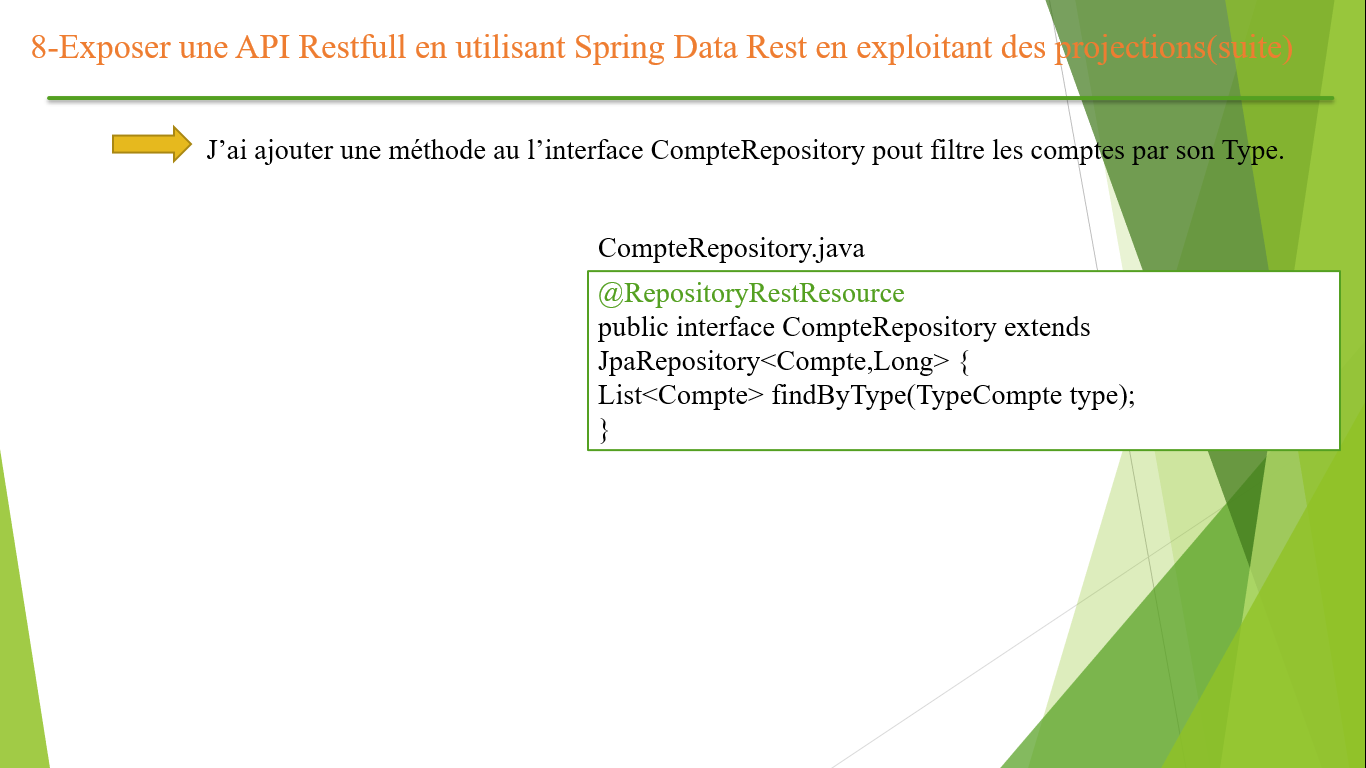 8-Exposer une API Restfull en utilisant Spring Data Rest en exploitant des projections(suite)
J’ai ajouter une méthode au l’interface CompteRepository pout filtre les comptes par son Type.
CompteRepository.java
@RepositoryRestResource
public interface CompteRepository extends
JpaRepository<Compte,Long> {
List<Compte> findByType(TypeCompte type);
}